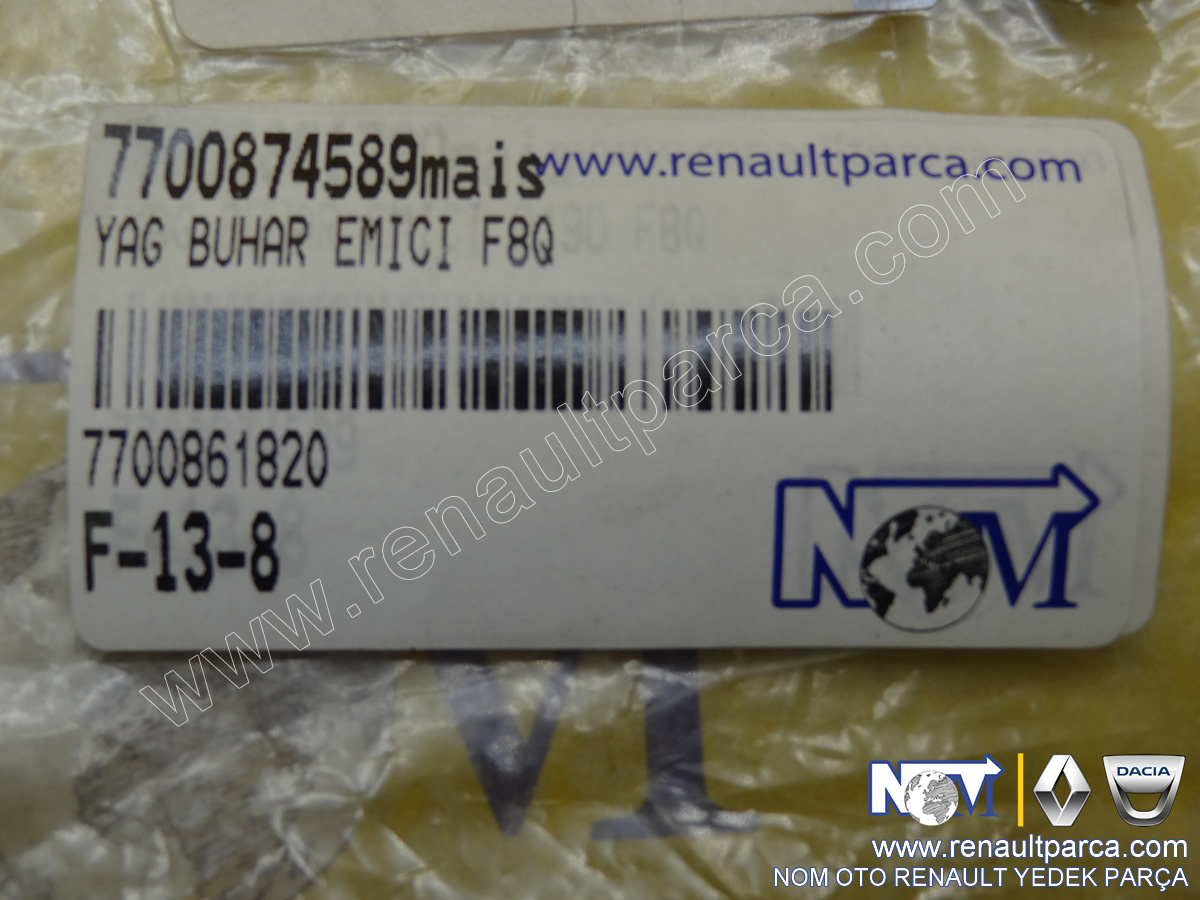 7700874589mais
www.renaultparca.com
YAG BUHAR EMICI F8Q
7700861820
F-13-8
NOM
www.renaultparca.com
NOM
DACIA
www.renaultparca.com
NOM OTO RENAULT YEDEK PARÇA